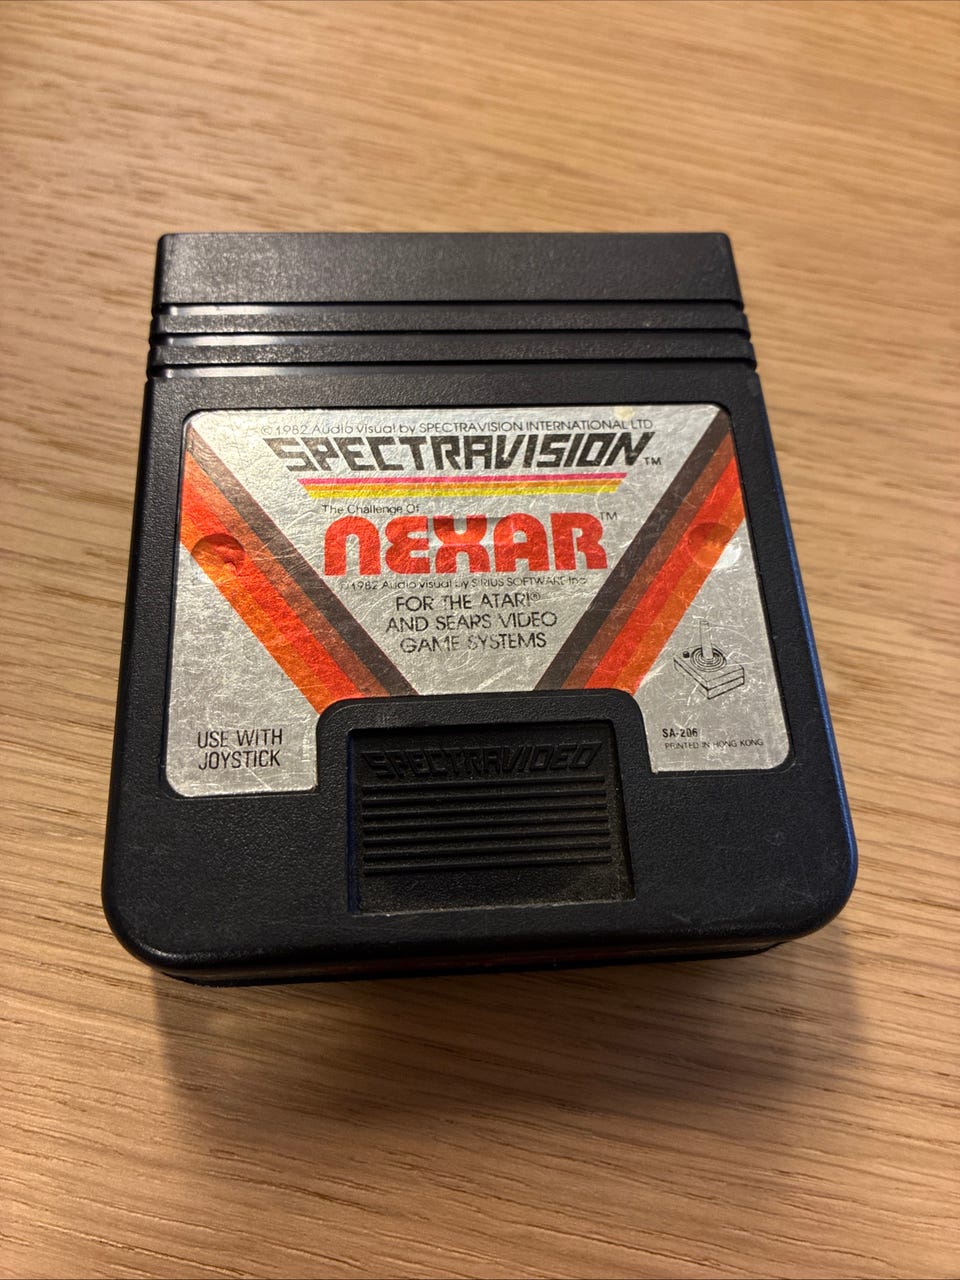 © 1982 Audio Visual by SPECTRAVISION INTERNATIONAL LTD
SPECTRAVISION™
The Challenge Of
NEXAR™
©1982 Audio Visual by SIRIUS SOFTWARE Inc
FOR THE ATARI®
AND SEARS VIDEO
GAME SYSTEMS
USE WITH
JOYSTICK
SA-206
PRINTED IN HONG KONG
SPECTRAVIDEO